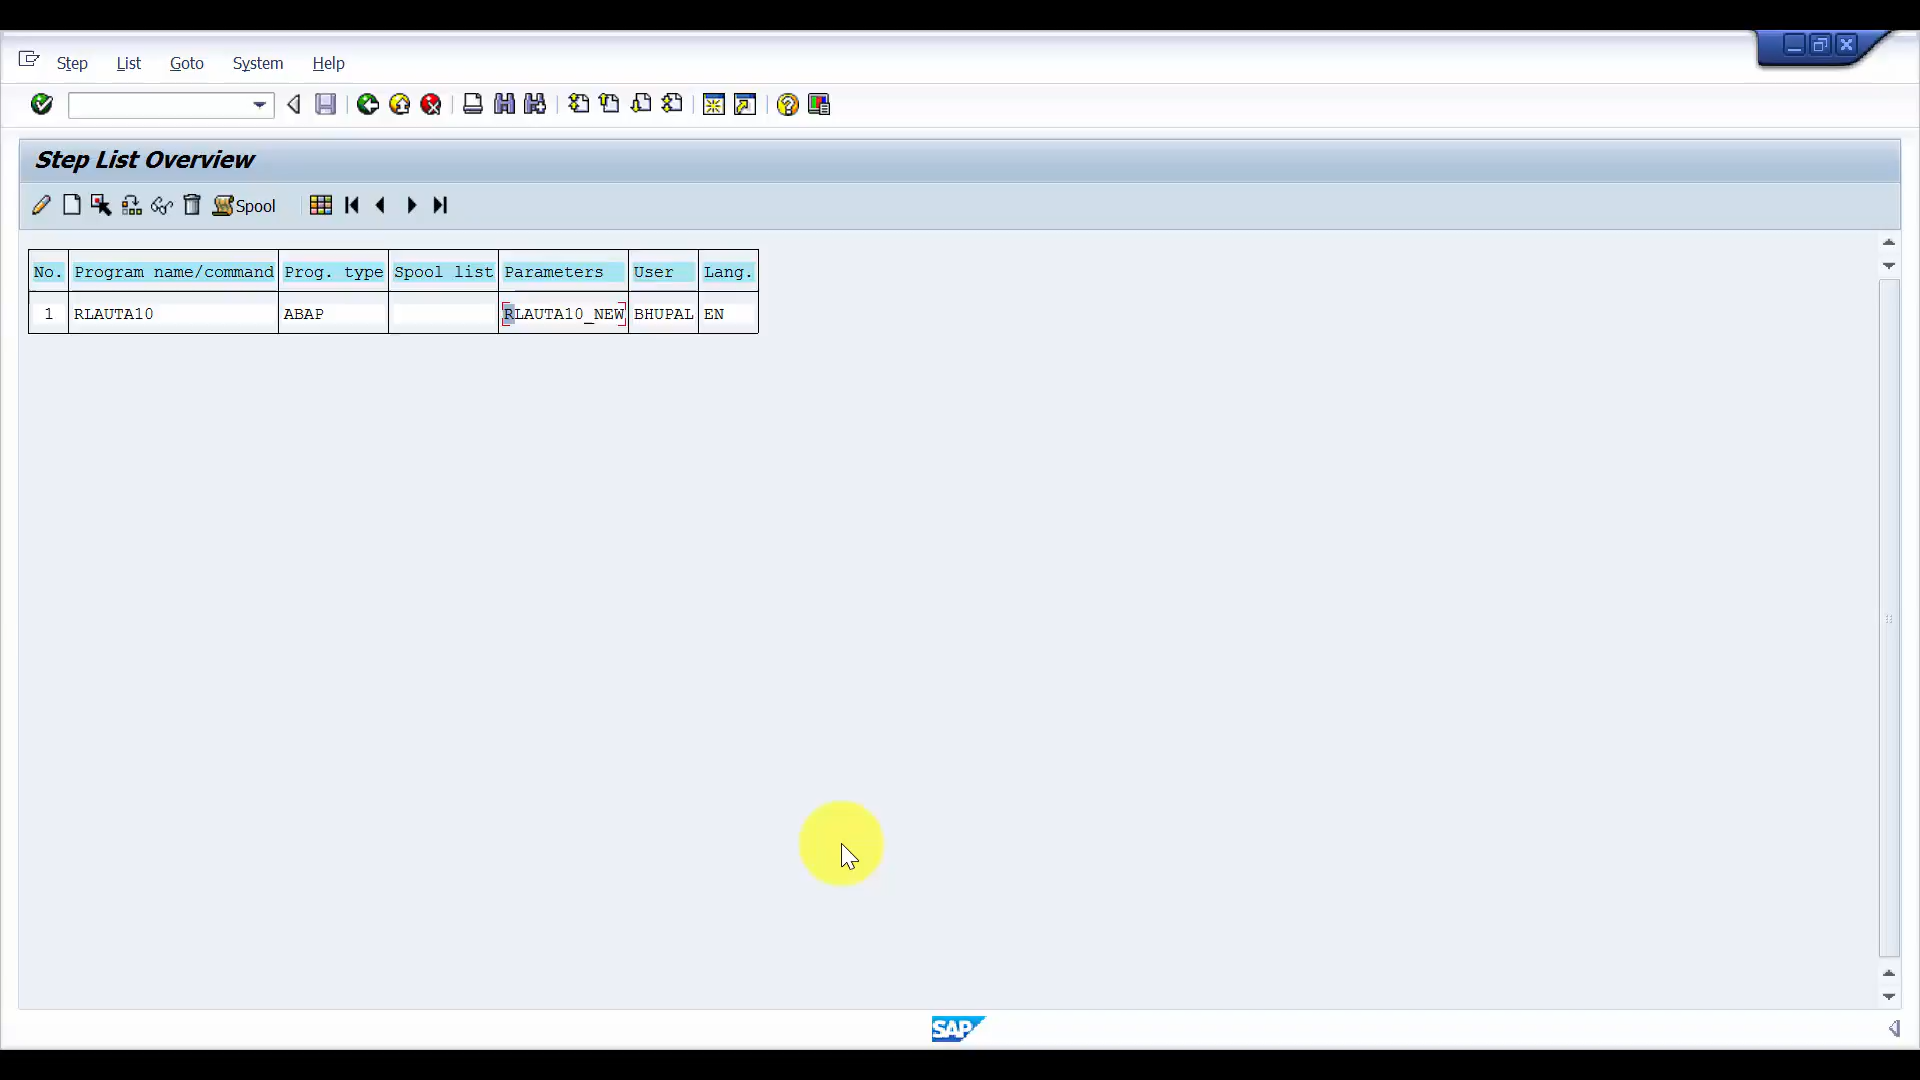 Step List Goto System Help
Step List Overview
Spool
No. Program name/command Prog. type Spool list Parameters User Lang.
1 RLAUTA10 ABAP RLAUTA10_NEW BHUPAL EN
SAP